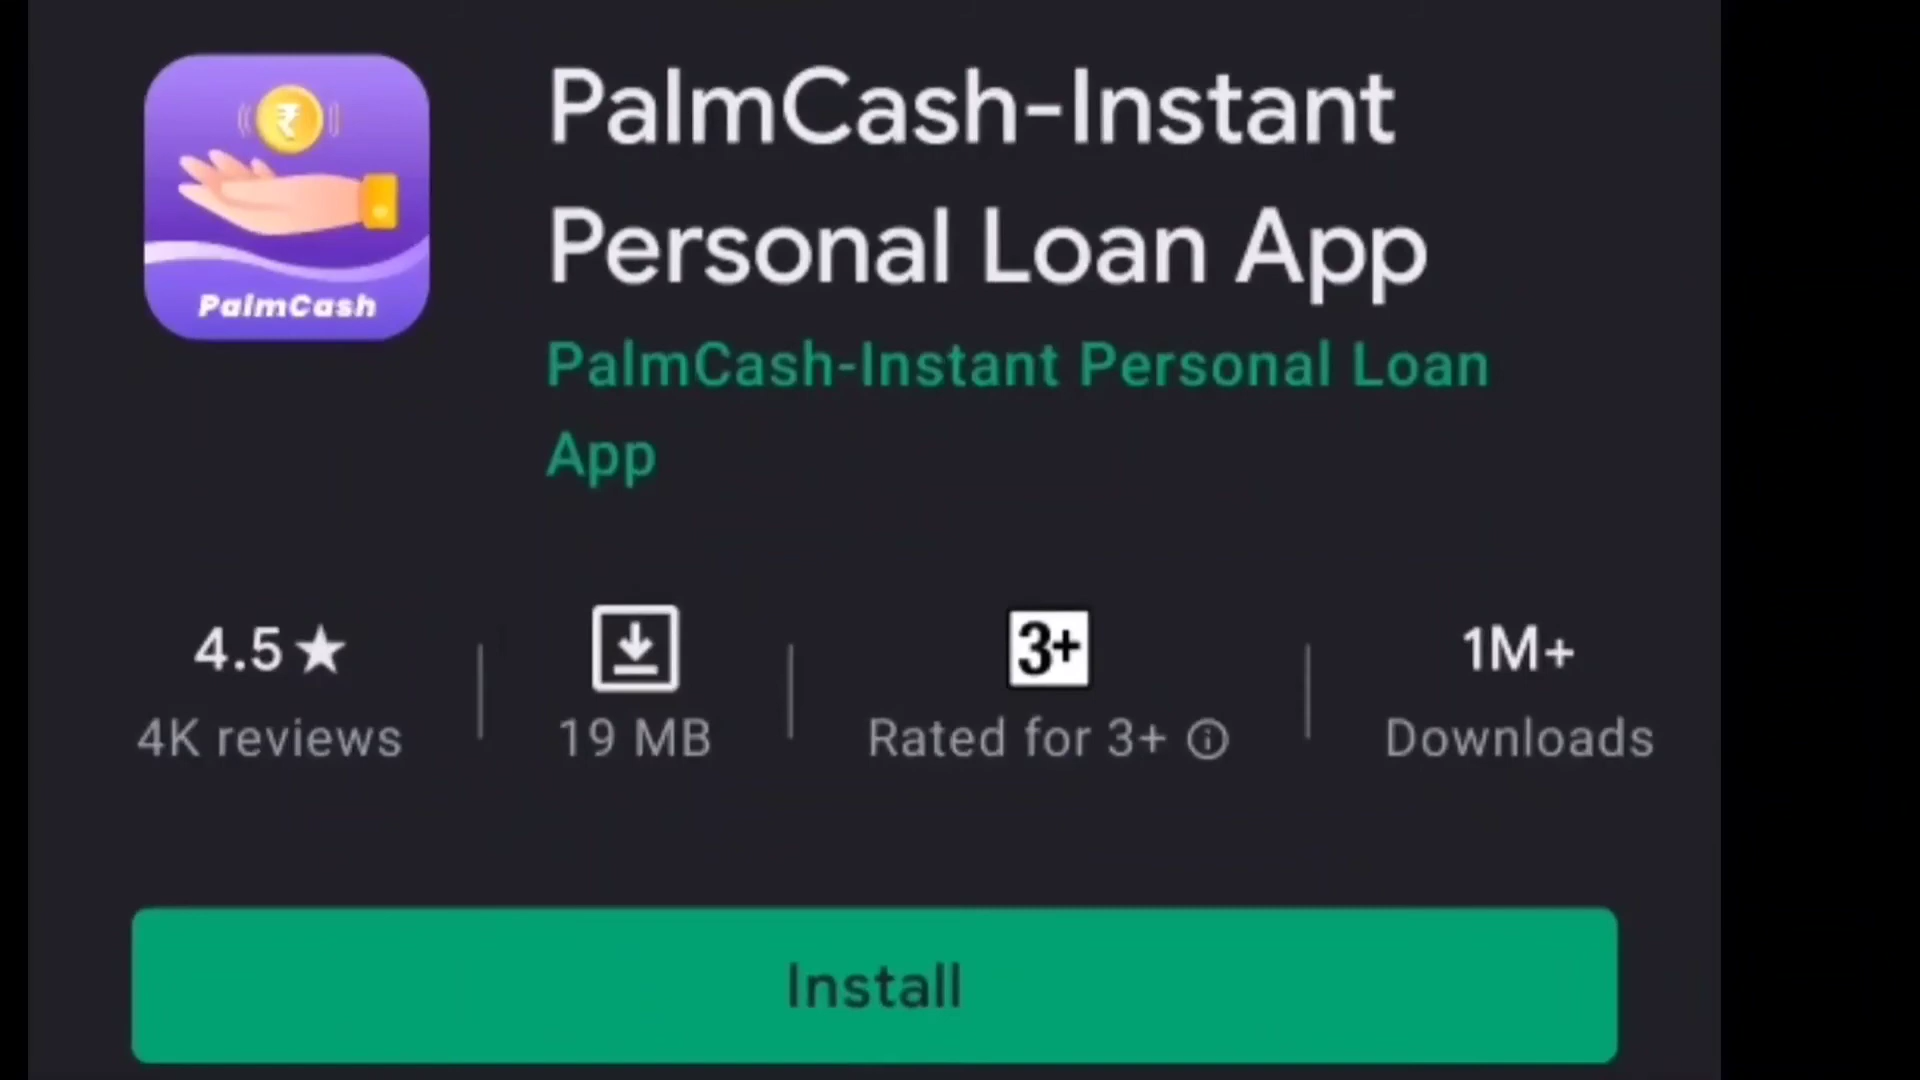 ₹
PalmCash
PalmCash-Instant
Personal Loan App
PalmCash-Instant Personal Loan
App
4.5★
4K reviews
19 MB
3+
Rated for 3+
1M+
Downloads
Install